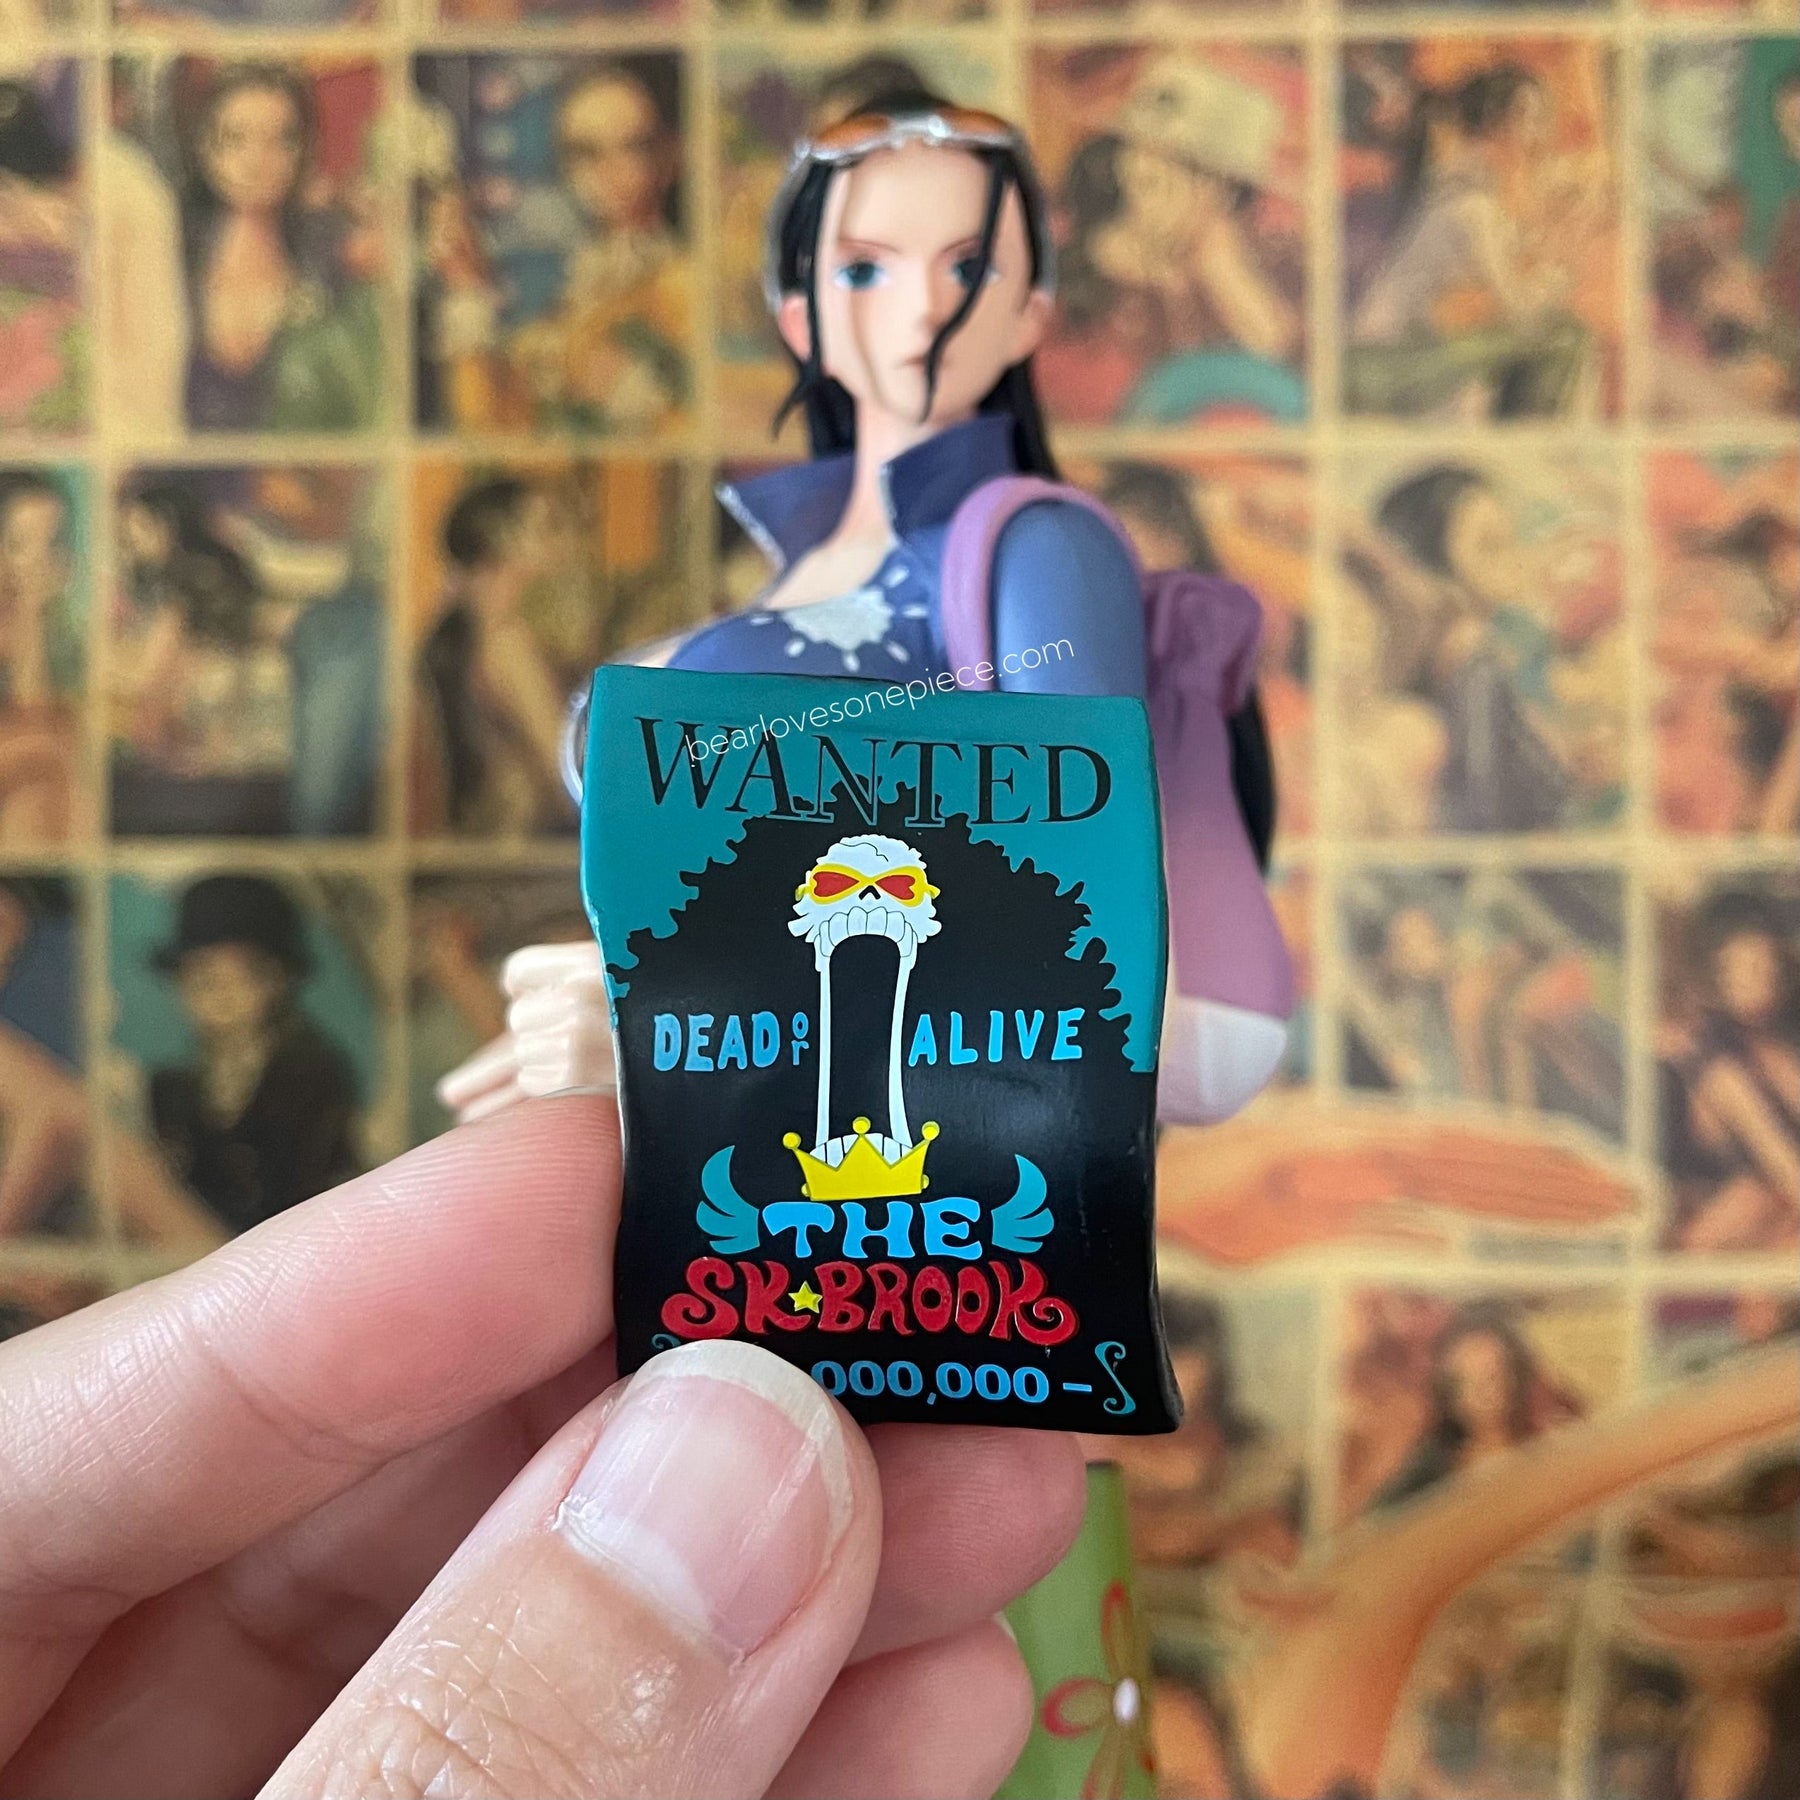 bearlovesonepiece.com
WANTED
DEAD or ALIVE
THE
SK★BROOK
000,000-